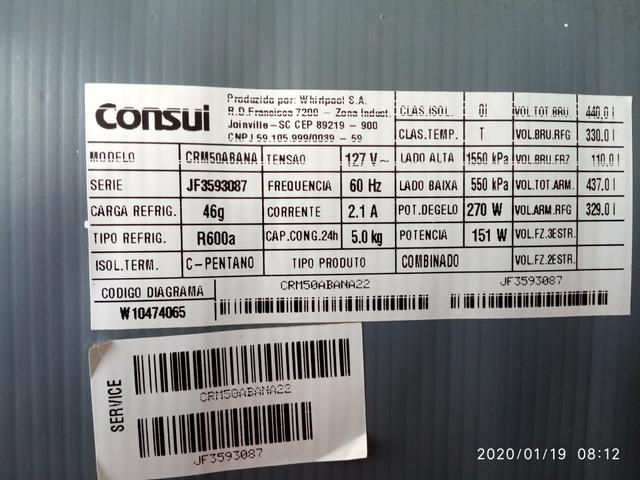 Consul
Produzido por: Whirlpool S.A.
R.D.Francisca 7200 - Zona Indust.
Joinville-SC CEP 89219 - 900
CNPJ 59.105.999/0039 - 59
CLAS.ISOL. 01 VOL.TOT BRU. 440.0 l
CLAS.TEMP. T VOL.BRU.RFG 330.0 l
MODELO CRM50ABANA TENSAO 127 V~ LADO ALTA 1550 kPa VOL.BRU.FRZ 110.0 l
SERIE JF3593087 FREQUENCIA 60 Hz LADO BAIXA 550 kPa VOL.TOT.ARM. 437.0 l
CARGA REFRIG. 46g CORRENTE 2.1 A POT.DEGELO 270 W VOL.ARM.RFG 329.0 l
TIPO REFRIG. R600a CAP.CONG.24h 5.0 kg POTENCIA 151 W VOL.FZ.3ESTR.
ISOL.TERM. C-PENTANO TIPO PRODUTO COMBINADO VOL.FZ.2ESTR.
CODIGO DIAGRAMA
W10474065
CRM50ABANA22 JF3593087
SERVICE
CRM50ABANA22
JF3593087
2020/01/19 08:12